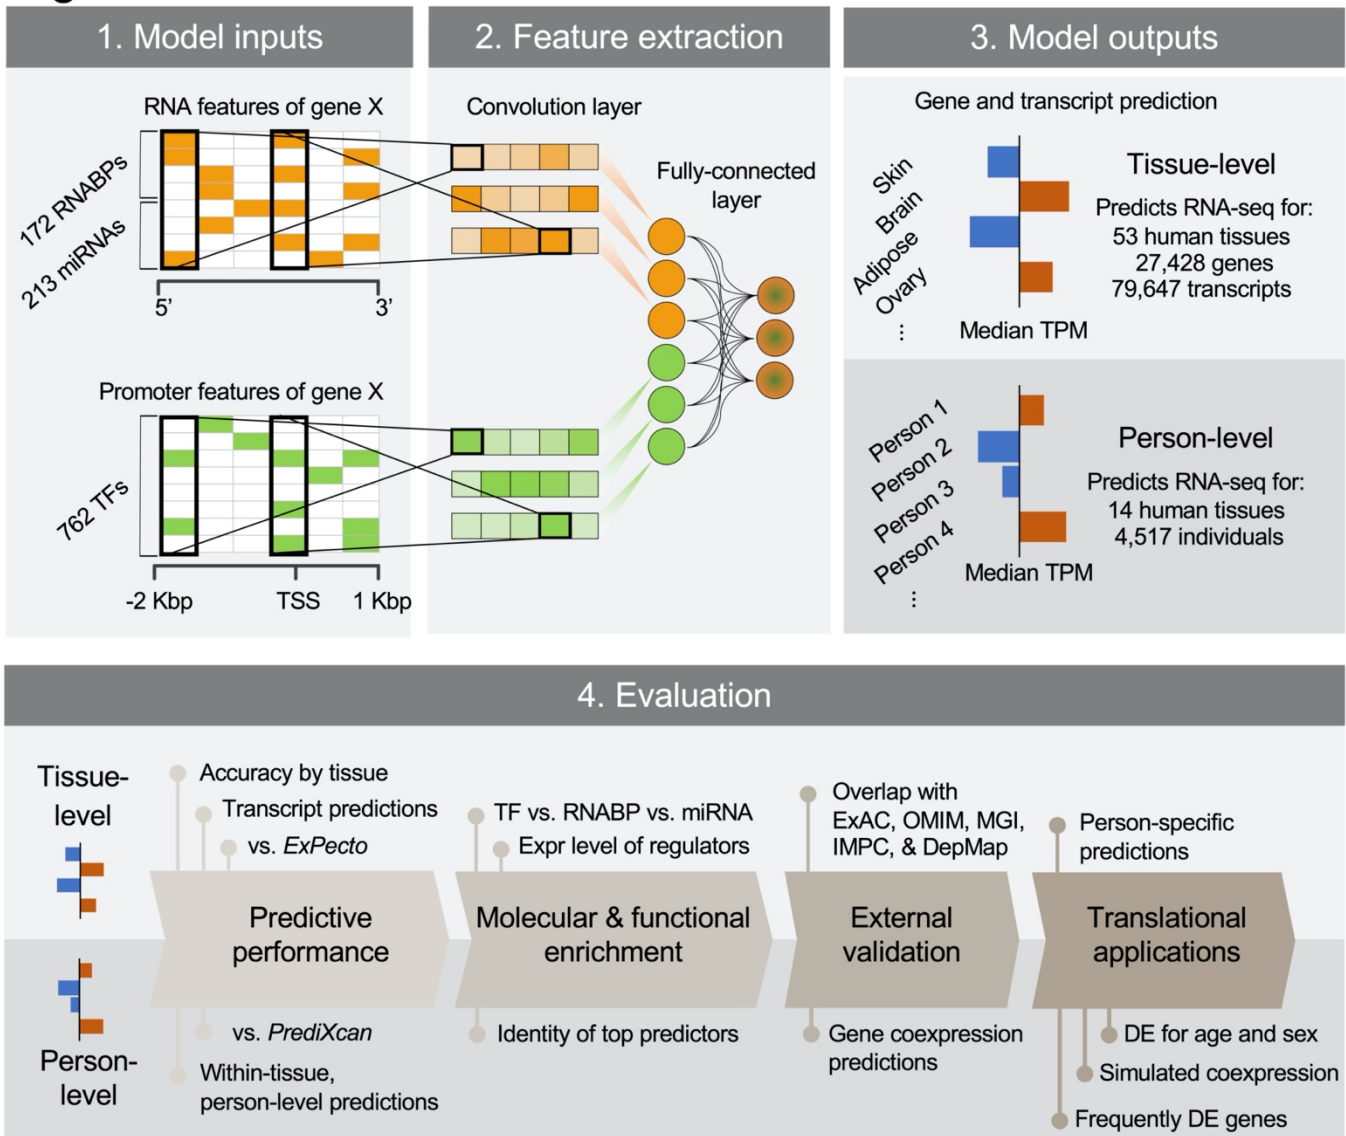 1. Model inputs
RNA features of gene X
172 RNABPs
213 miRNAs
5’
3’
Promoter features of gene X
762 TFs
-2 Kbp
TSS
1 Kbp
2. Feature extraction
Convolution layer
Fully-connected
layer
3. Model outputs
Gene and transcript prediction
Skin
Brain
Adipose
Ovary
...
Median TPM
Tissue-level
Predicts RNA-seq for:
53 human tissues
27,428 genes
79,647 transcripts
Person 1
Person 2
Person 3
Person 4
...
Median TPM
Person-level
Predicts RNA-seq for:
14 human tissues
4,517 individuals
4. Evaluation
Tissue-
level
Person-
level
Accuracy by tissue
Transcript predictions
vs. ExPecto
Predictive
performance
vs. PrediXcan
Within-tissue,
person-level predictions
TF vs. RNABP vs. miRNA
Expr level of regulators
Molecular & functional
enrichment
Identity of top predictors
Overlap with
ExAC, OMIM, MGI,
IMPC, & DepMap
External
validation
Gene coexpression
predictions
Person-specific
predictions
Translational
applications
DE for age and sex
Simulated coexpression
Frequently DE genes